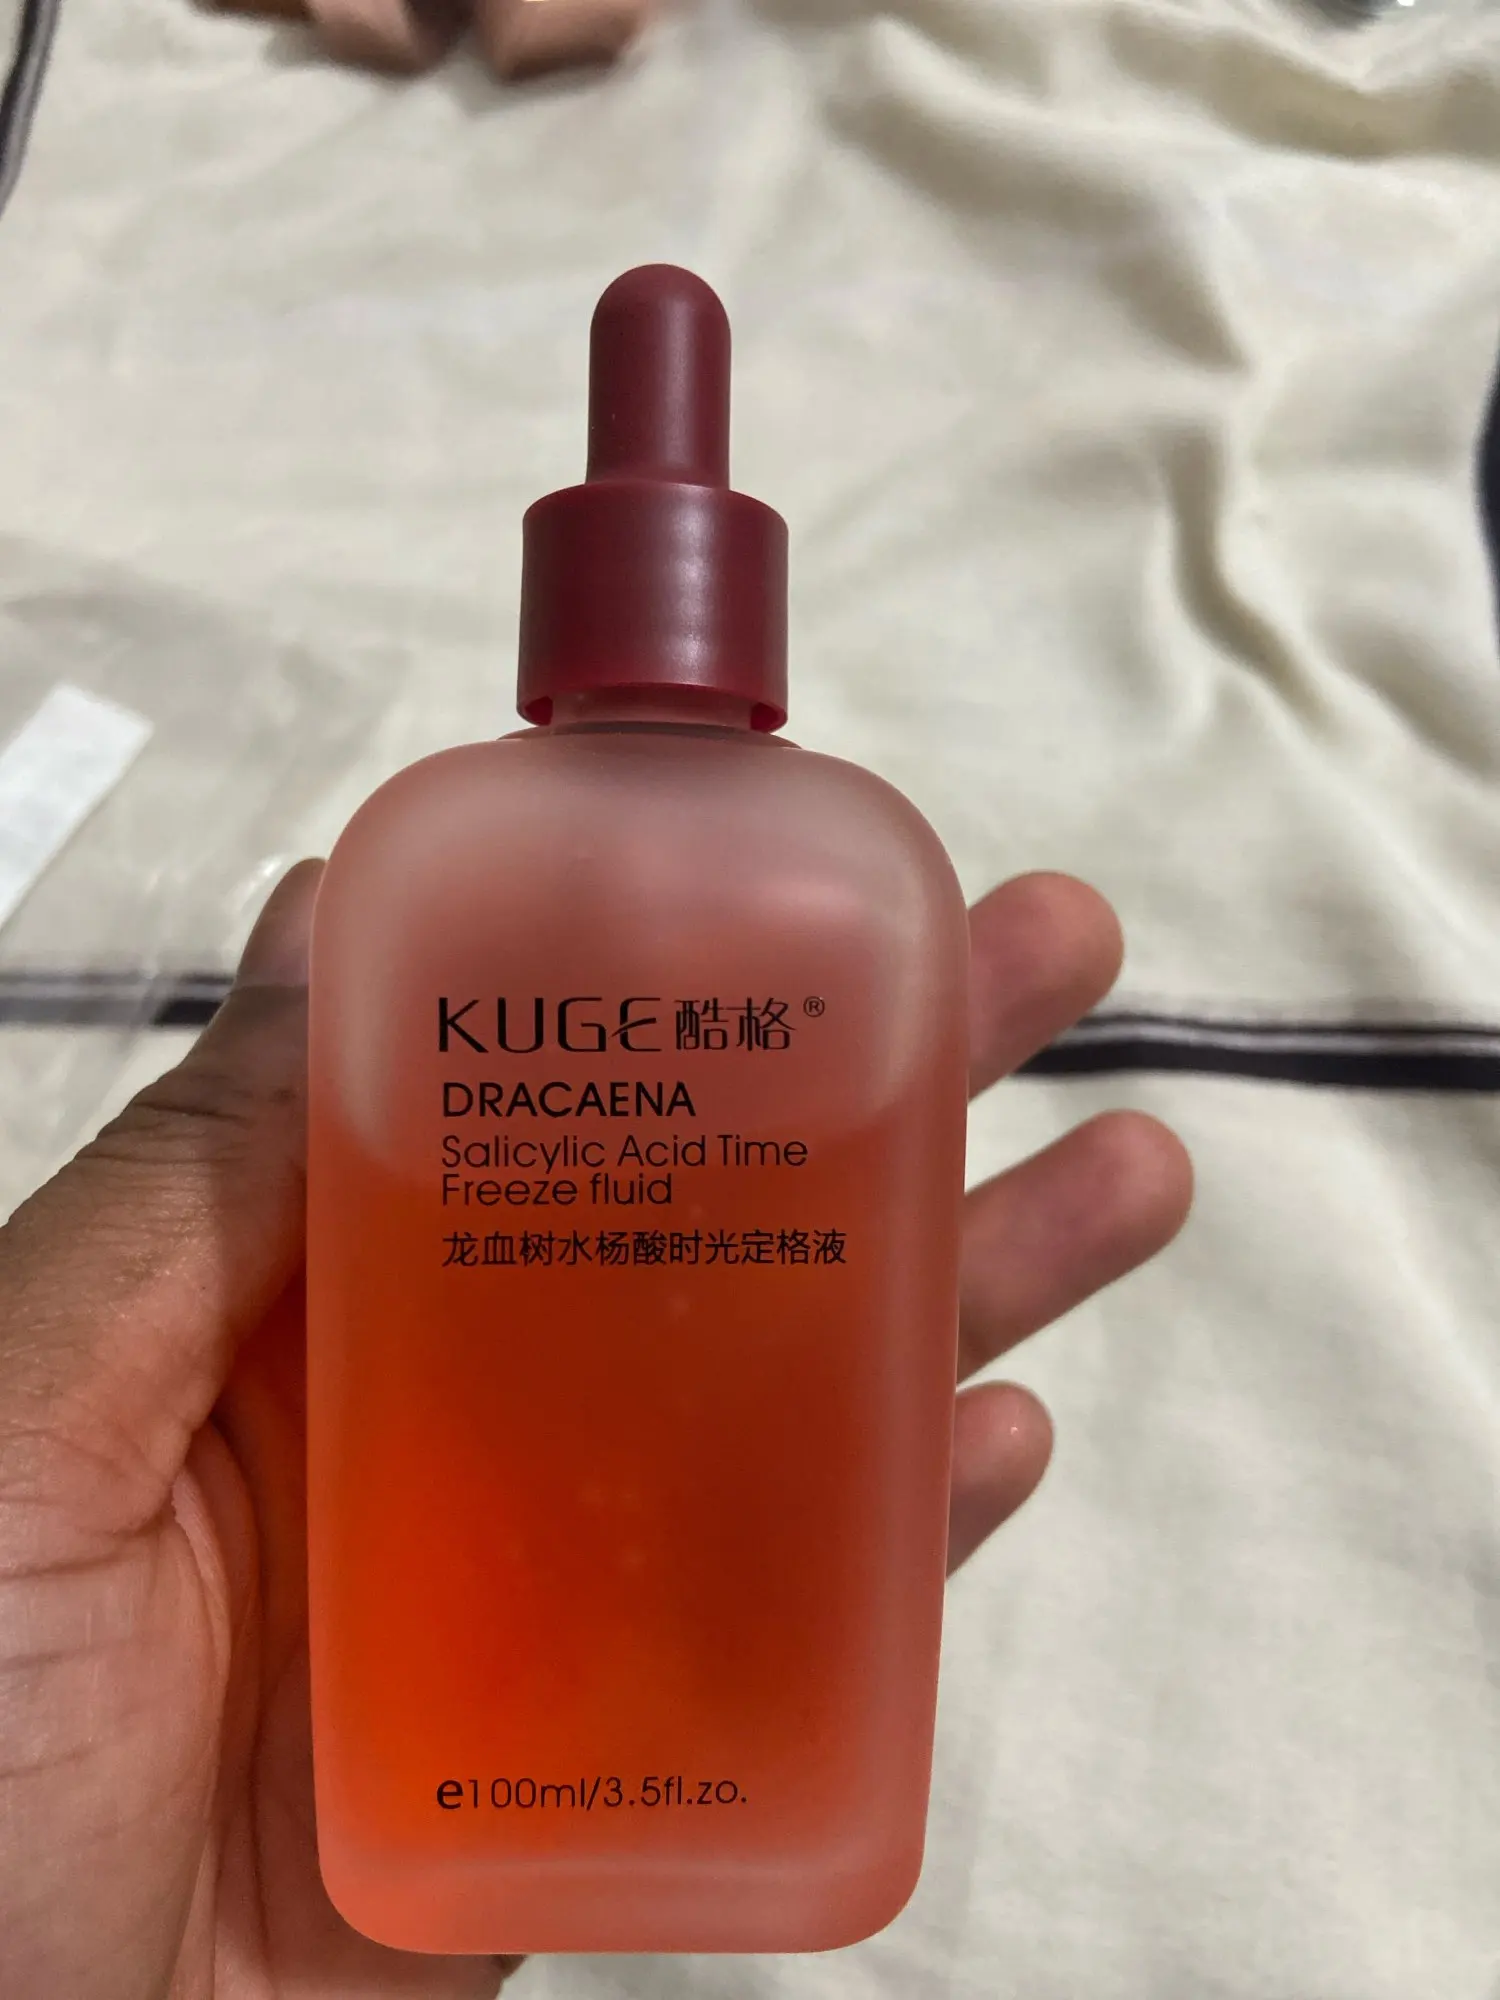 KUGE酷格®
DRACAENA
Salicylic Acid Time
Freeze fluid
龙血树水杨酸时光定格液
e100ml/3.5fl.zo.